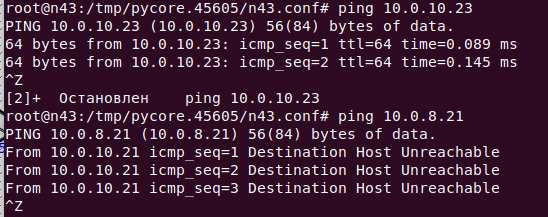 root@n43:/tmp/pycore.45605/n43.conf# ping 10.0.10.23
PING 10.0.10.23 (10.0.10.23) 56(84) bytes of data.
64 bytes from 10.0.10.23: icmp_seq=1 ttl=64 time=0.089 ms
64 bytes from 10.0.10.23: icmp_seq=2 ttl=64 time=0.145 ms
^Z
[2]+  Остановлен    ping 10.0.10.23
root@n43:/tmp/pycore.45605/n43.conf# ping 10.0.8.21
PING 10.0.8.21 (10.0.8.21) 56(84) bytes of data.
From 10.0.10.21 icmp_seq=1 Destination Host Unreachable
From 10.0.10.21 icmp_seq=2 Destination Host Unreachable
From 10.0.10.21 icmp_seq=3 Destination Host Unreachable
^Z